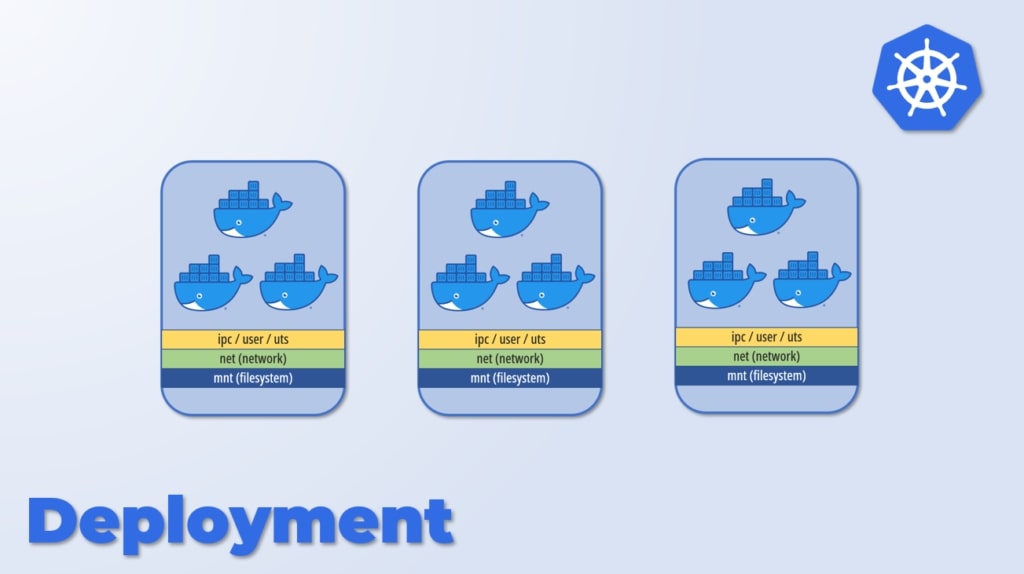 ipc / user / uts
net (network)
mnt (filesystem)
ipc / user / uts
net (network)
mnt (filesystem)
ipc / user / uts
net (network)
mnt (filesystem)
Deployment